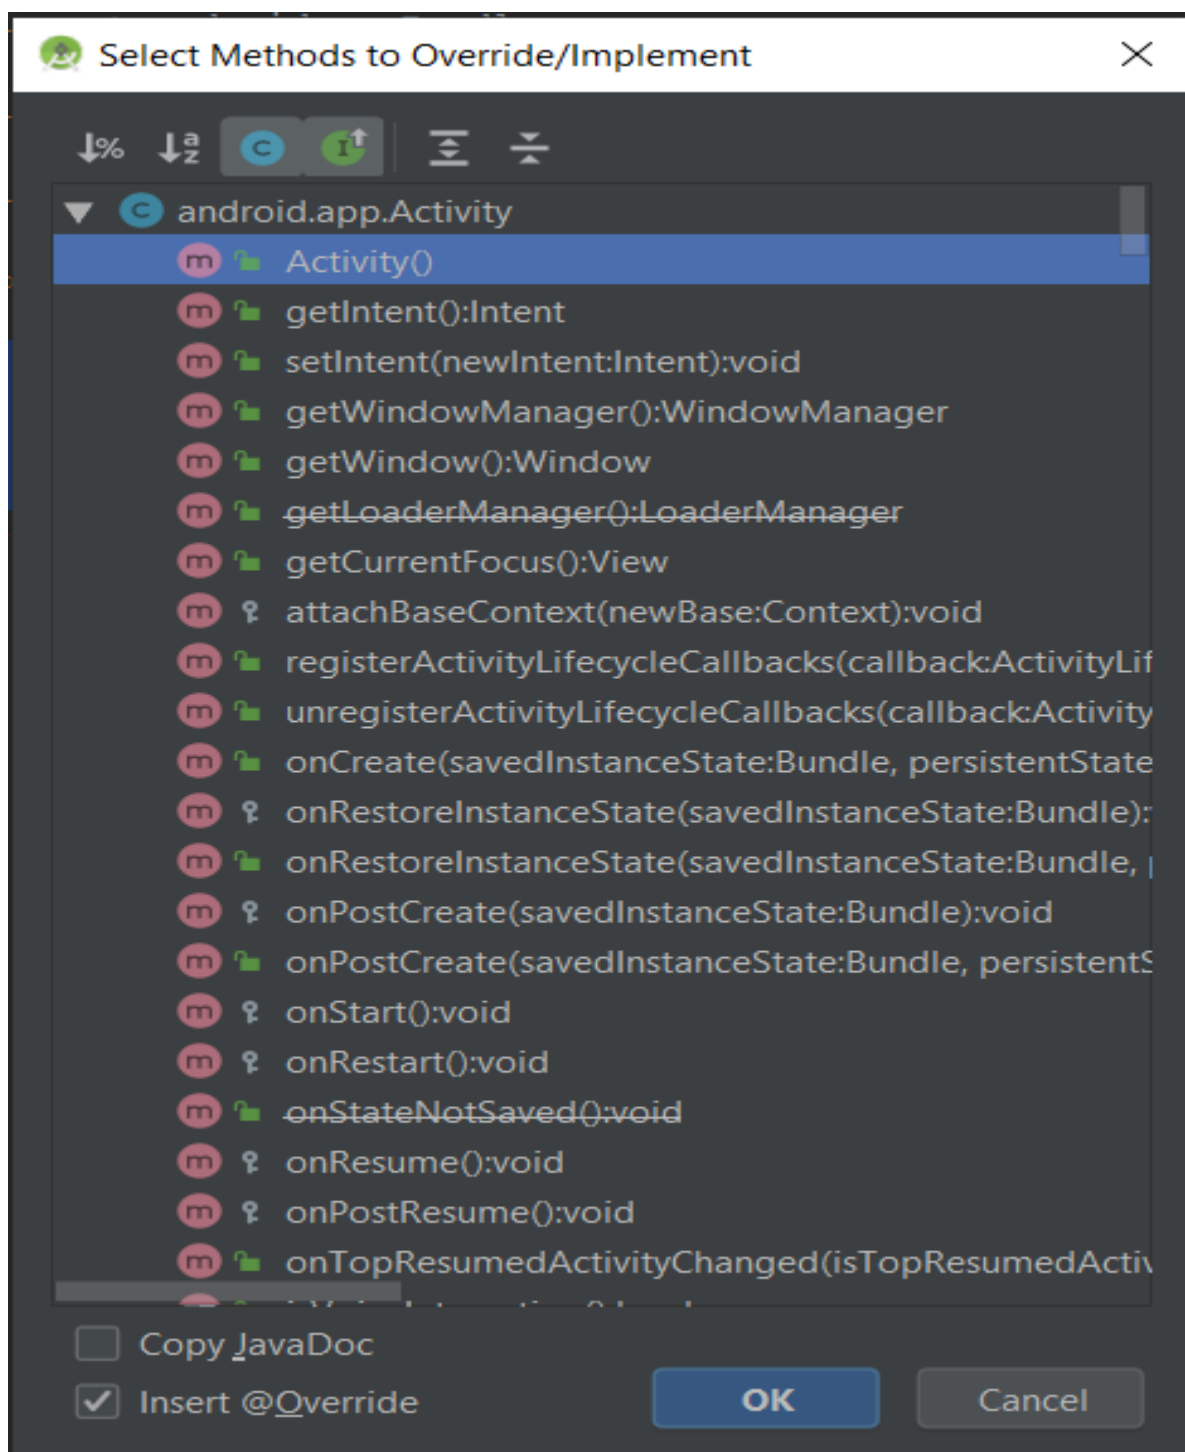 Select Methods to Override/Implement
android.app.Activity
Activity()
getIntent():Intent
setIntent(newIntent:Intent):void
getWindowManager():WindowManager
getWindow():Window
getLoaderManager():LoaderManager
getCurrentFocus():View
attachBaseContext(newBase:Context):void
registerActivityLifecycleCallbacks(callback:ActivityLif
unregisterActivityLifecycleCallbacks(callback:Activity
onCreate(savedInstanceState:Bundle, persistentState
onRestoreInstanceState(savedInstanceState:Bundle):
onRestoreInstanceState(savedInstanceState:Bundle,
onPostCreate(savedInstanceState:Bundle):void
onPostCreate(savedInstanceState:Bundle, persistentS
onStart():void
onRestart():void
onStateNotSaved():void
onResume():void
onPostResume():void
onTopResumedActivityChanged(isTopResumedActiv
Copy JavaDoc
Insert @Override
OK
Cancel